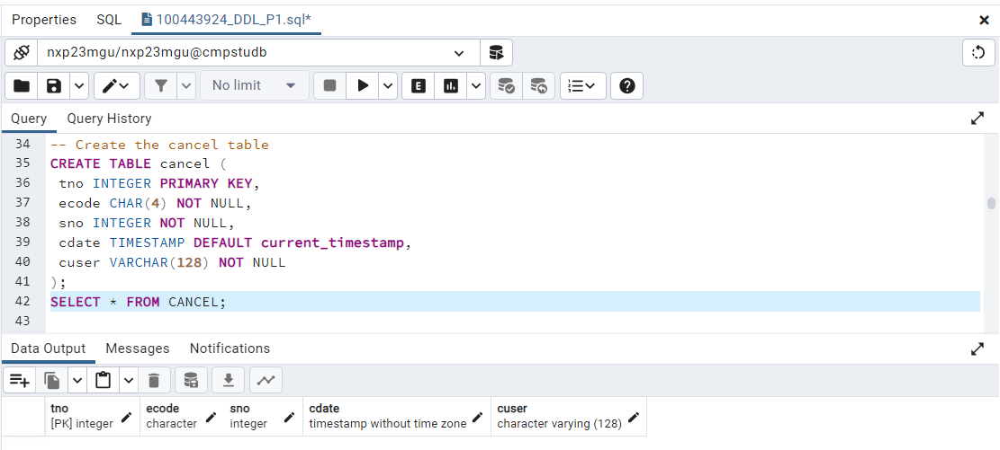 Properties SQL 100443924_DDL_P1.sql*
nxp23mgu/nxp23mgu@cmpstudb
No limit E
Query Query History
34 -- Create the cancel table
35 CREATE TABLE cancel (
36 tno INTEGER PRIMARY KEY,
37 ecode CHAR(4) NOT NULL,
38 sno INTEGER NOT NULL,
39 cdate TIMESTAMP DEFAULT current_timestamp,
40 cuser VARCHAR(128) NOT NULL
41 );
42 SELECT * FROM CANCEL;
43
Data Output Messages Notifications
tno ecode sno cdate cuser
[PK] integer character integer timestamp without time zone character varying (128)